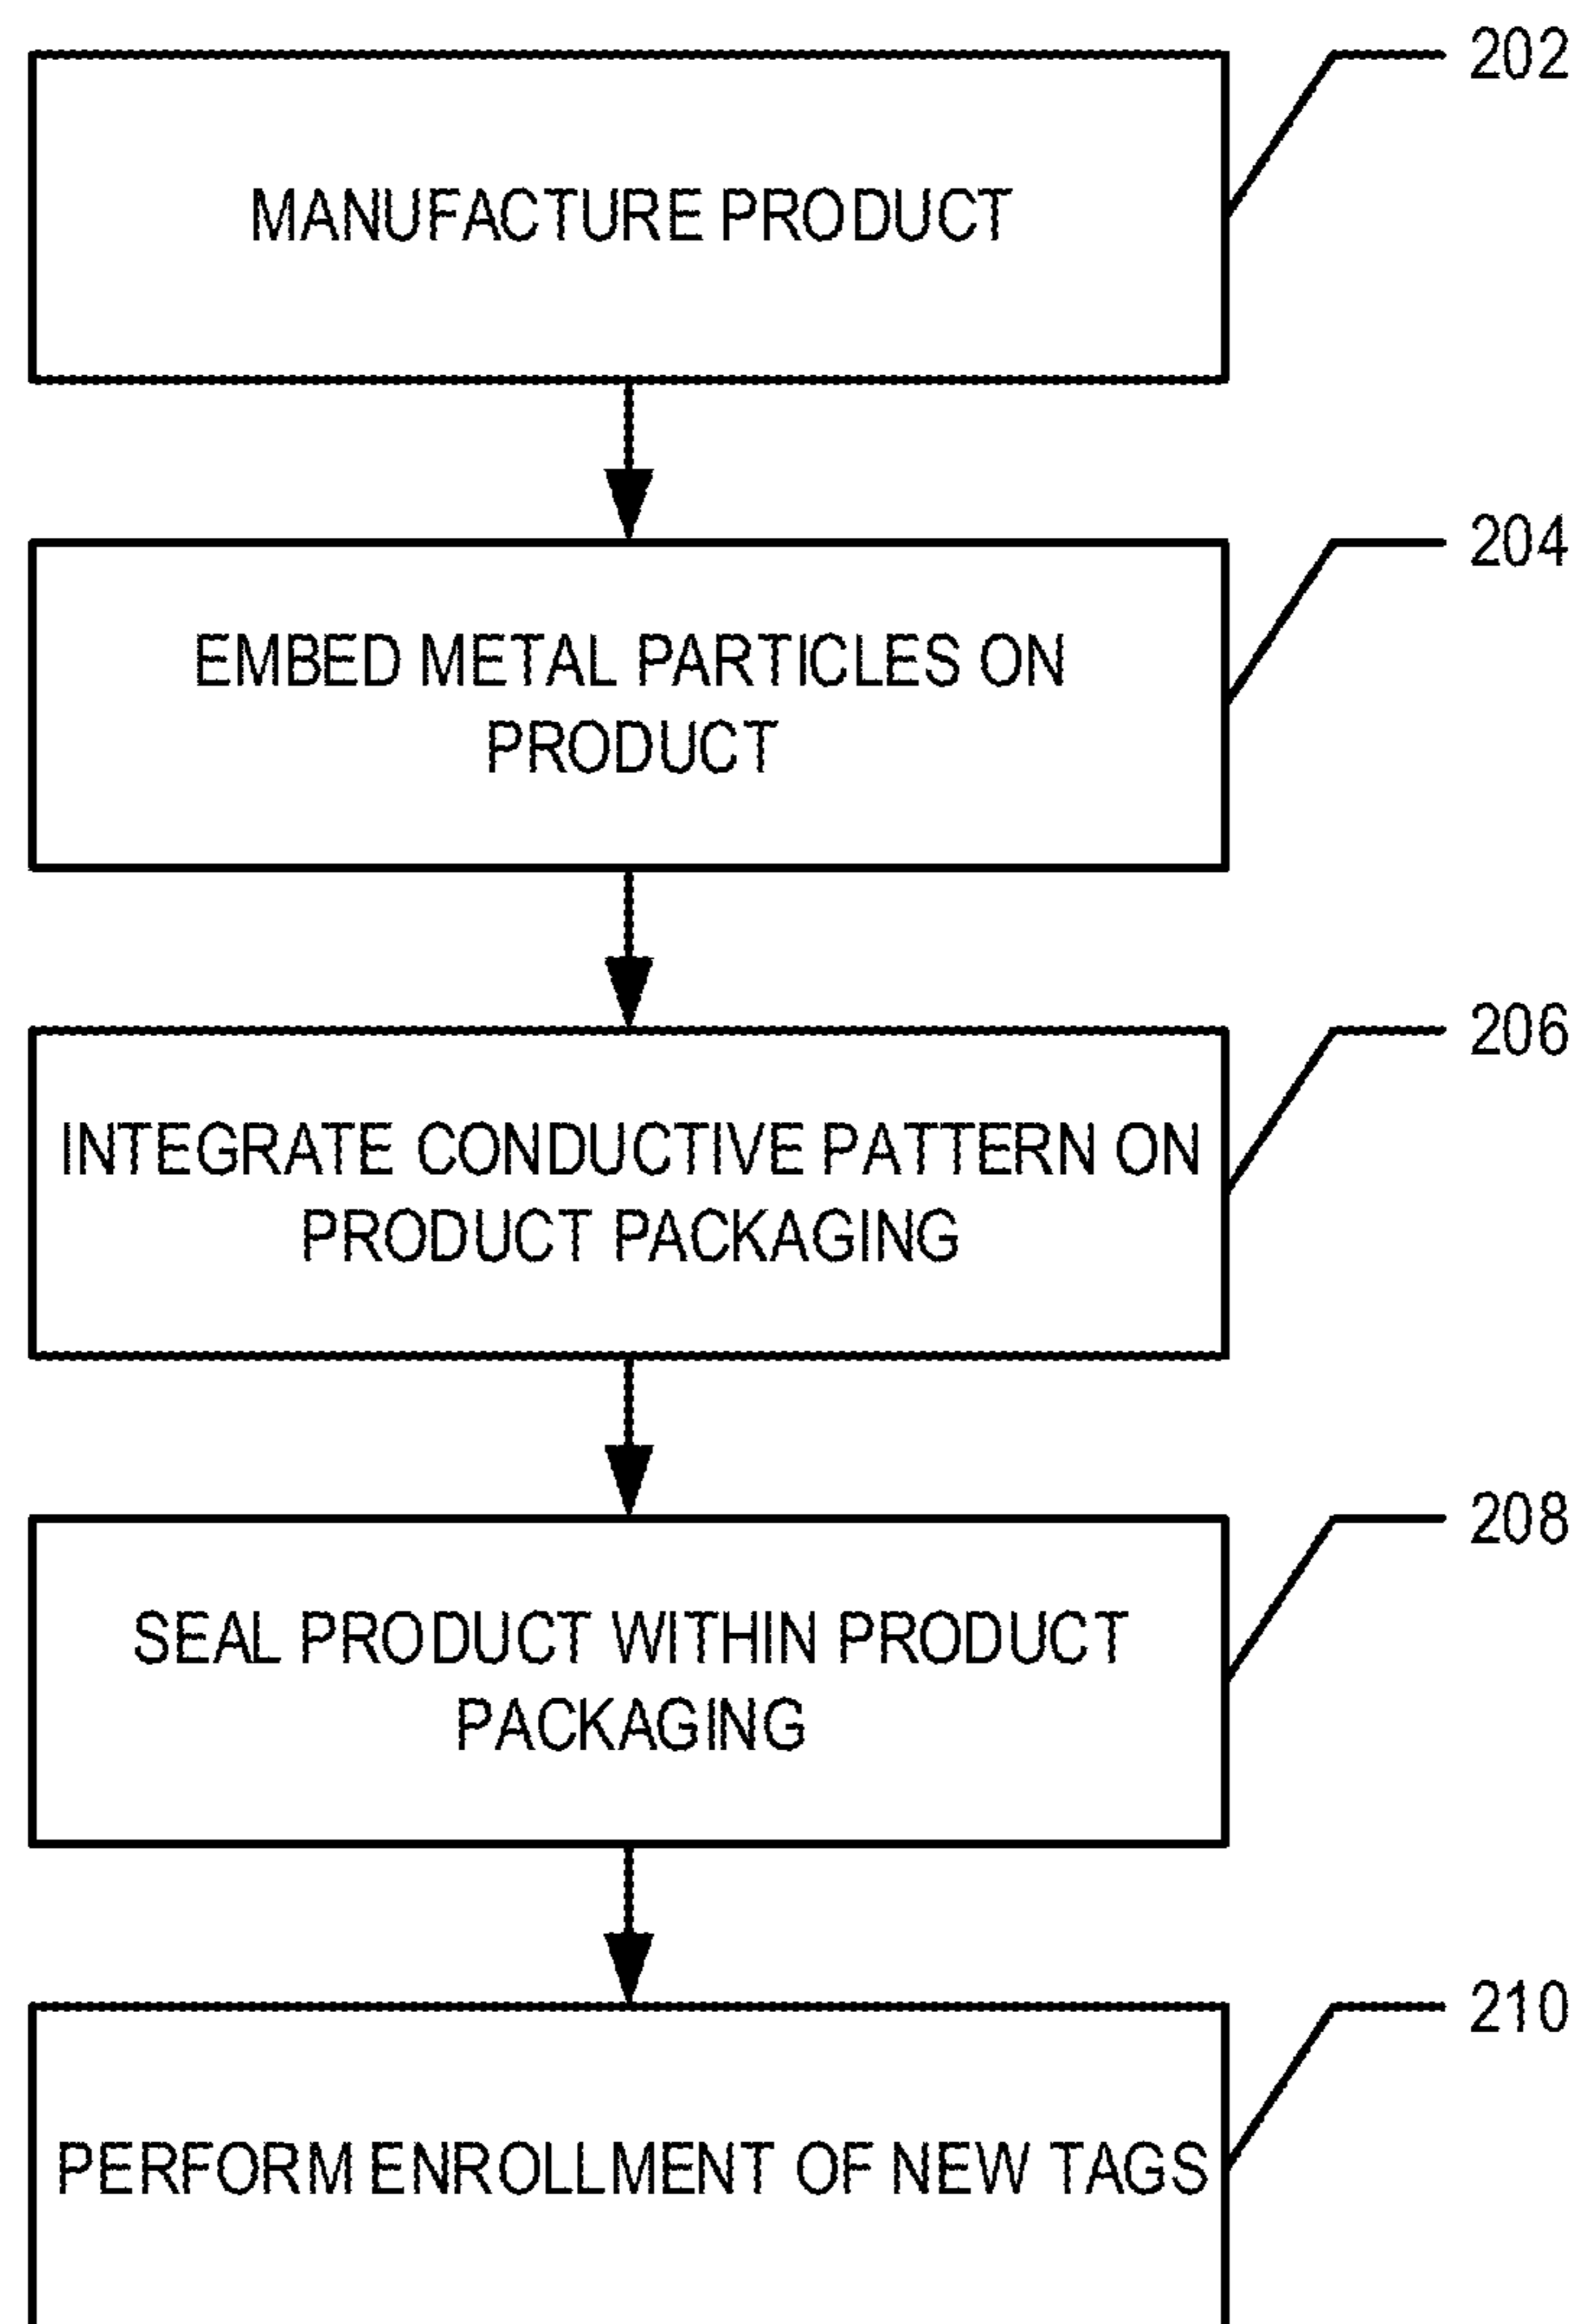 202
MANUFACTURE PRODUCT
204
EMBED METAL PARTICLES ON
PRODUCT
206
INTEGRATE CONDUCTIVE PATTERN ON
PRODUCT PACKAGING
208
SEAL PRODUCT WITHIN PRODUCT
PACKAGING
210
PERFORM ENROLLMENT OF NEW TAGS